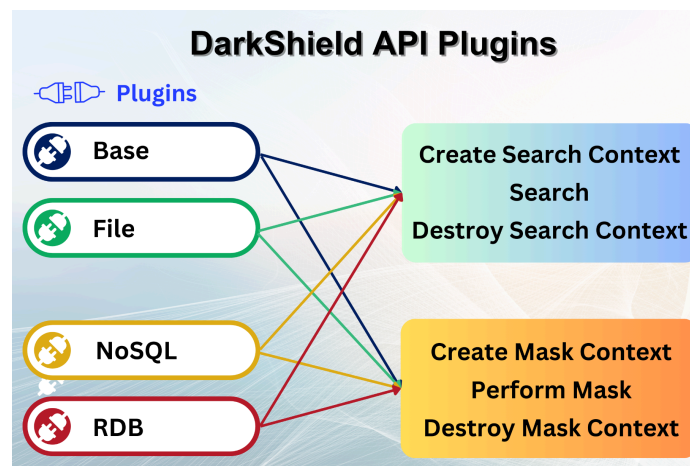 DarkShield API Plugins
Plugins
Base
File
NoSQL
RDB
Create Search Context
Search
Destroy Search Context
Create Mask Context
Perform Mask
Destroy Mask Context